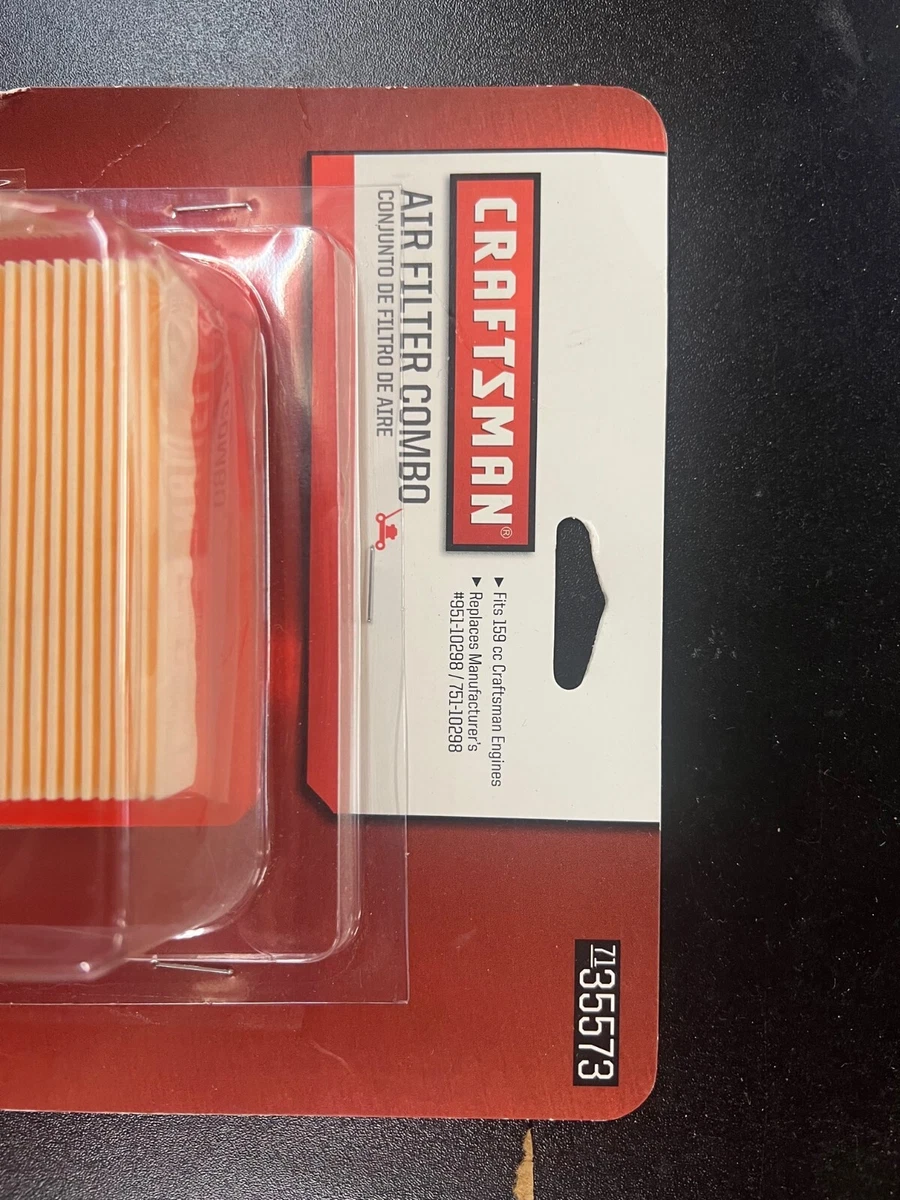 CRAFTSMAN®
AIR FILTER COMBO
CONJUNTO DE FILTRO DE AIRE
▶ Fits 159 cc Craftsman Engines
▶ Replaces Manufacturer's
#951-10298 / 751-10298
71 35573